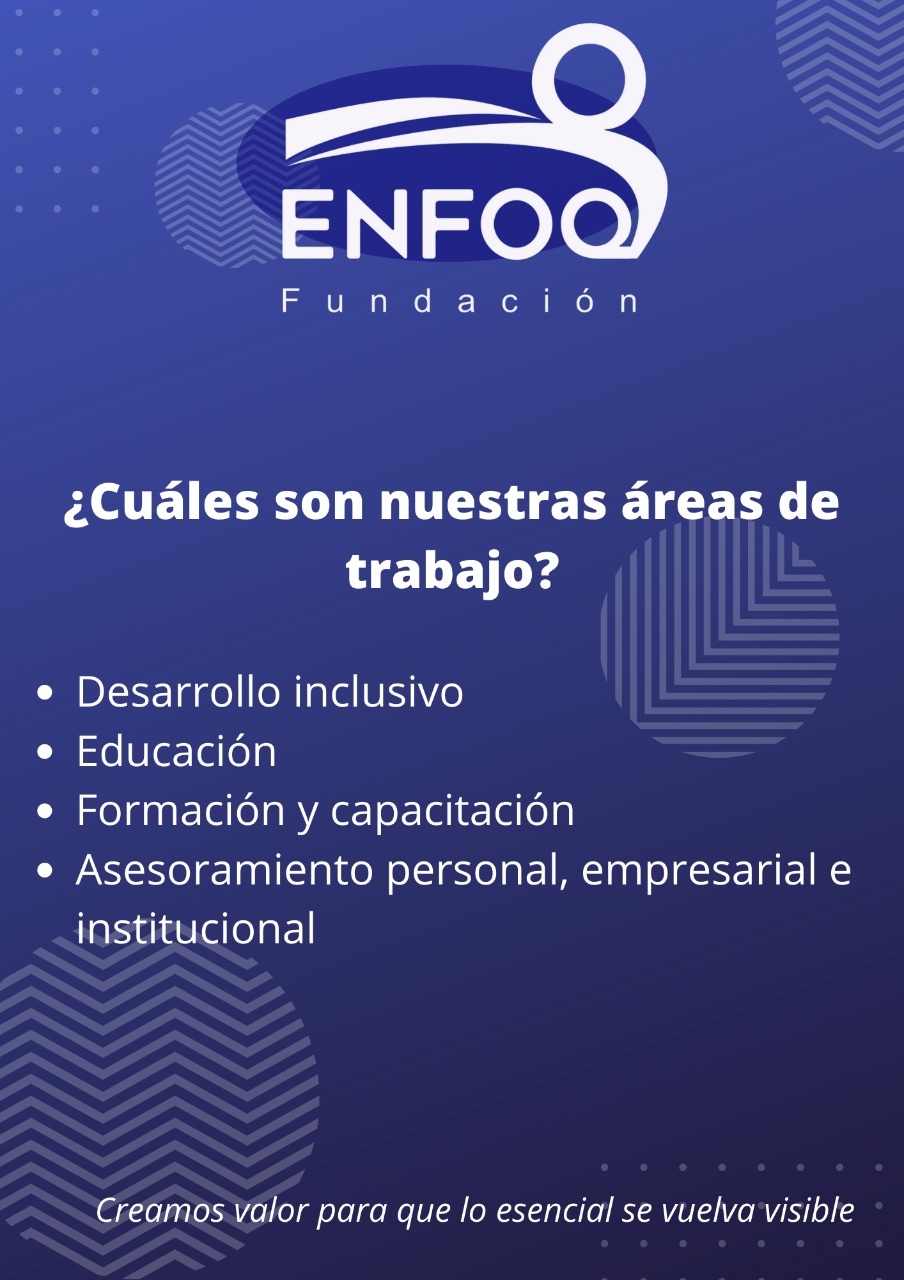 ENFOQ
Fundación
¿Cuáles son nuestras áreas de
trabajo?
• Desarrollo inclusivo
• Educación
• Formación y capacitación
• Asesoramiento personal, empresarial e
institucional
Creamos valor para que lo esencial se vuelva visible